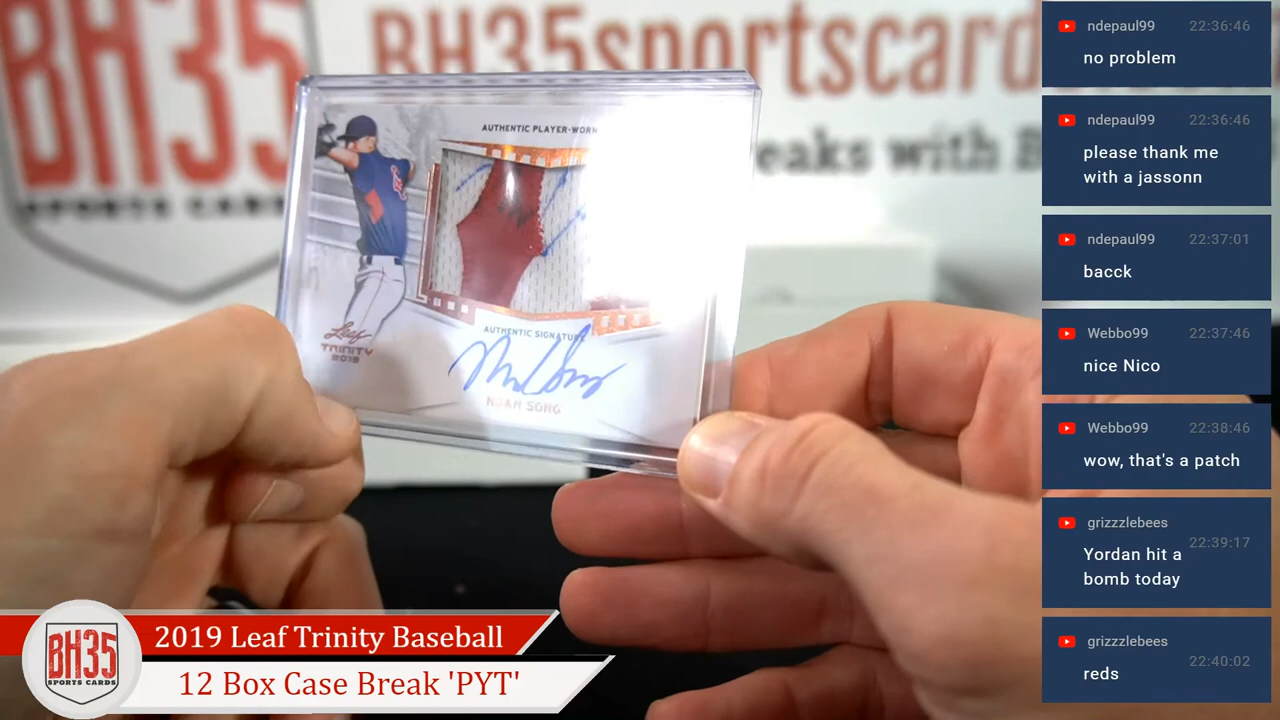 BH35
SPORTS CARDS
BH35sportscard
eaks with B
AUTHENTIC PLAYER-WORN
AUTHENTIC SIGNATURE
NOAH SONG
Leaf
TRINITY
2019
BH35
SPORTS CARDS
2019 Leaf Trinity Baseball
12 Box Case Break 'PYT'
ndepaul99 22:36:46
no problem
ndepaul99 22:36:46
please thank me
with a jassonn
ndepaul99 22:37:01
bacck
Webbo99 22:37:46
nice Nico
Webbo99 22:38:46
wow, that's a patch
grizzzlebees
22:39:17
Yordan hit a
bomb today
grizzzlebees
22:40:02
reds